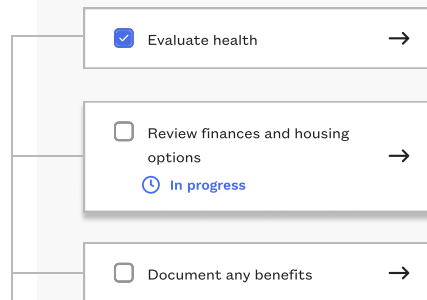 Evaluate health
Review finances and housing
options
In progress
Document any benefits